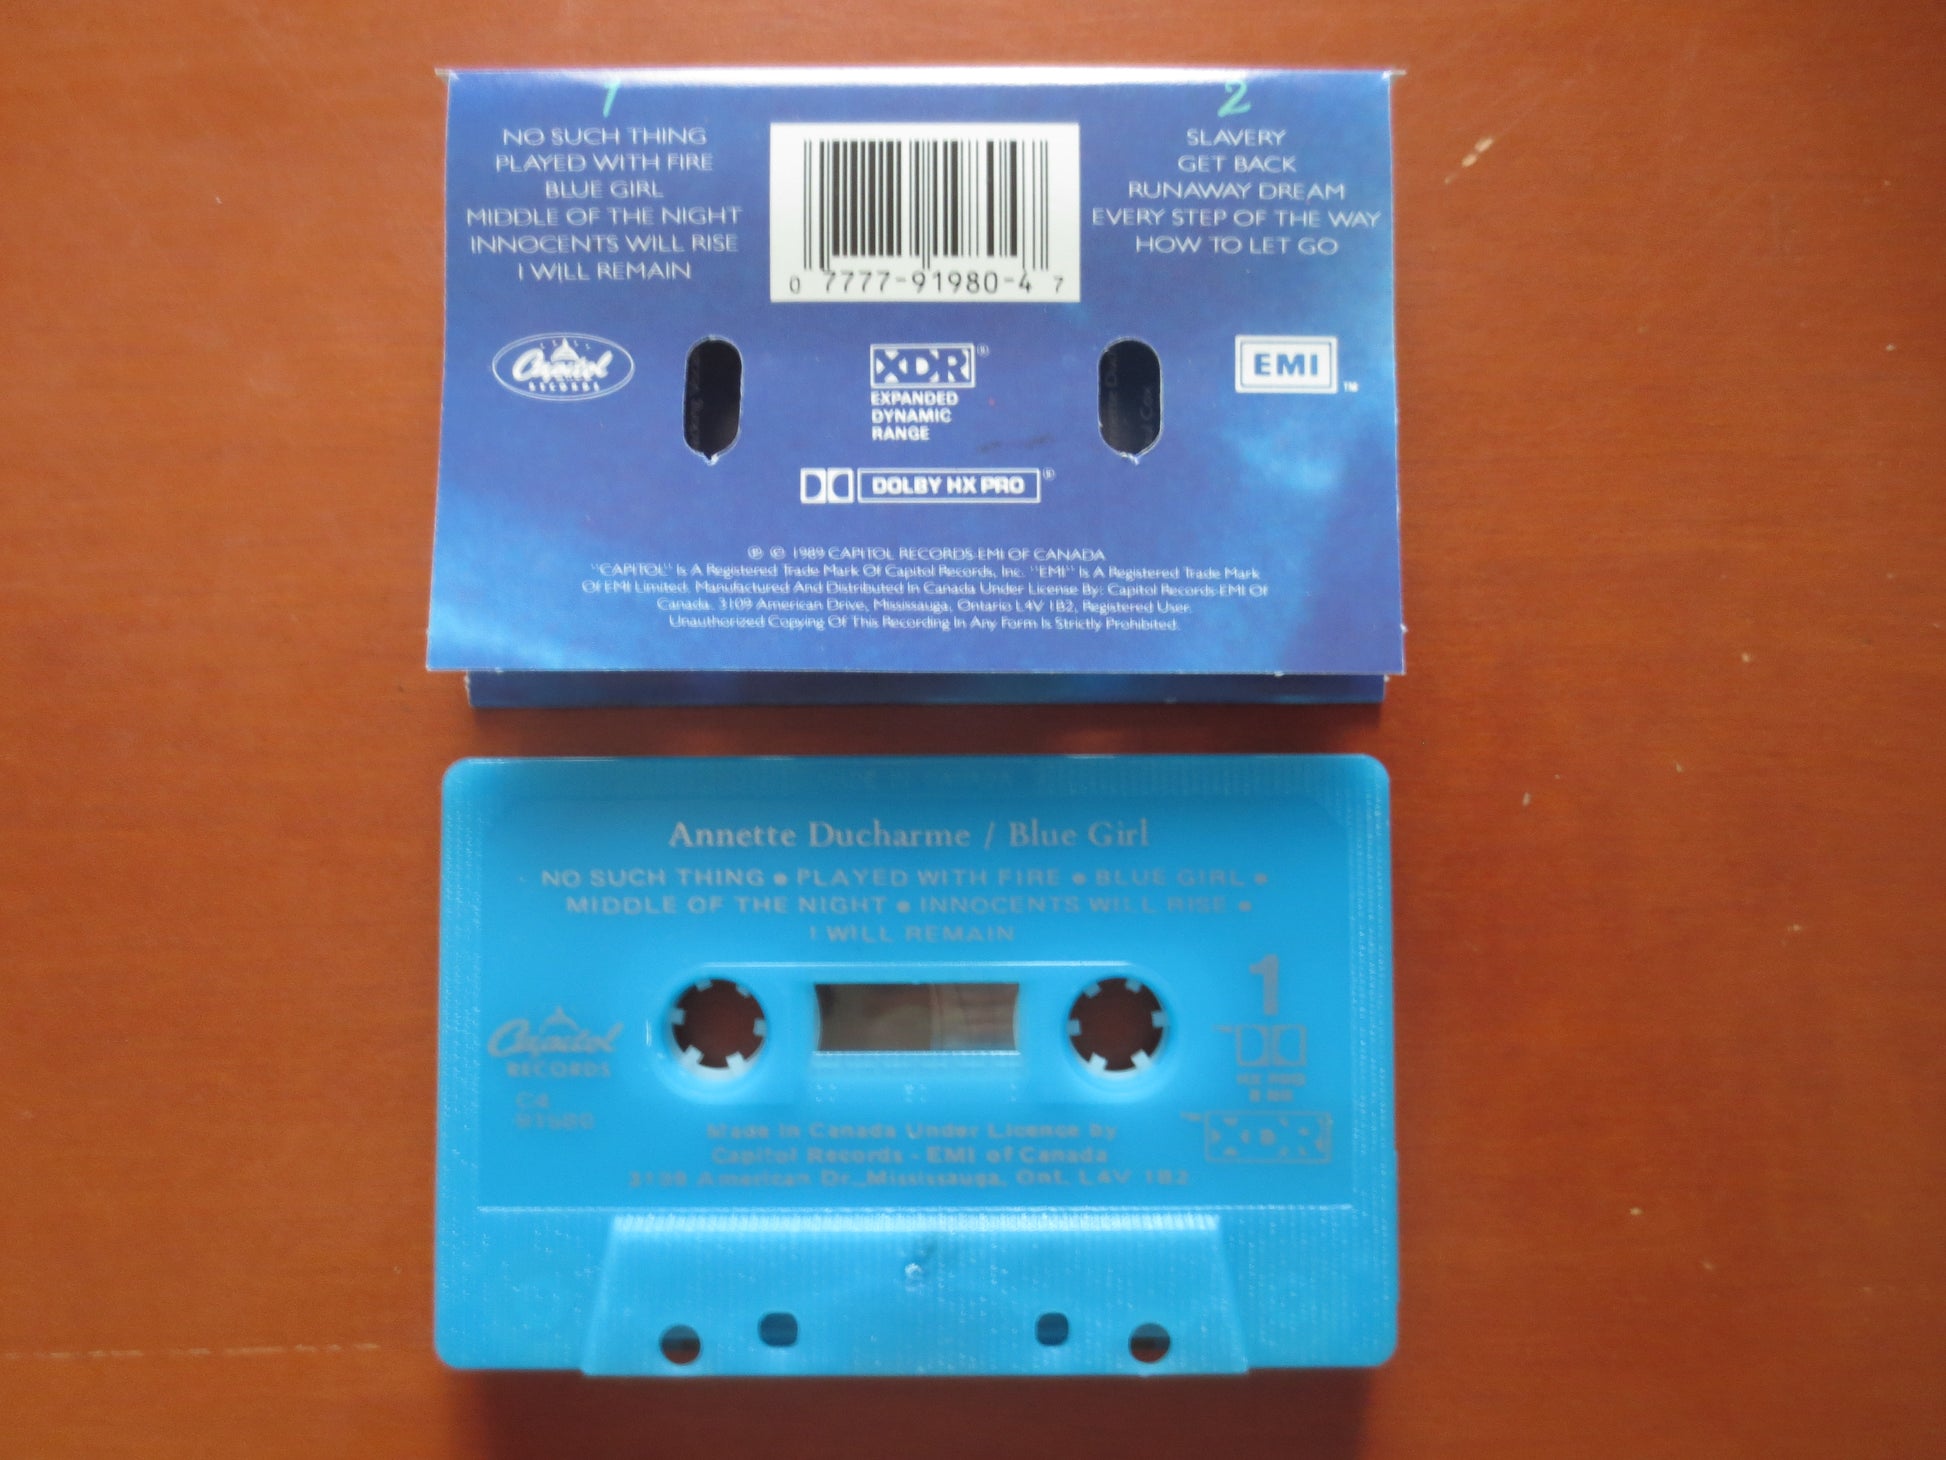 1
NO SUCH THING
PLAYED WITH FIRE
BLUE GIRL
MIDDLE OF THE NIGHT
INNOCENTS WILL RISE
I WILL REMAIN
0 7777-91980-4 7
2
SLAVERY
GET BACK
RUNAWAY DREAM
EVERY STEP OF THE WAY
HOW TO LET GO
Capitol
RECORDS
XDR®
EXPANDED
DYNAMIC
RANGE
EMI™
DOLBY HX PRO®
℗ © 1989 CAPITOL RECORDS-EMI OF CANADA
"CAPITOL" Is A Registered Trade Mark Of Capitol Records, Inc. "EMI" Is A Registered Trade Mark
Of EMI Limited. Manufactured And Distributed In Canada Under License By: Capitol Records-EMI Of
Canada. 3109 American Drive, Mississauga, Ontario L4V 1B2, Registered User.
Unauthorized Copying Of This Recording In Any Form Is Strictly Prohibited.
Annette Ducharme / Blue Girl
NO SUCH THING • PLAYED WITH FIRE • BLUE GIRL •
MIDDLE OF THE NIGHT • INNOCENTS WILL RISE •
I WILL REMAIN
1
Capitol
RECORDS
C4
91980
HX PRO
B NR
XDR
Made In Canada Under Licence by
Capitol Records - EMI of Canada
3109 American Dr., Mississauga, Ont. L4V 1B2